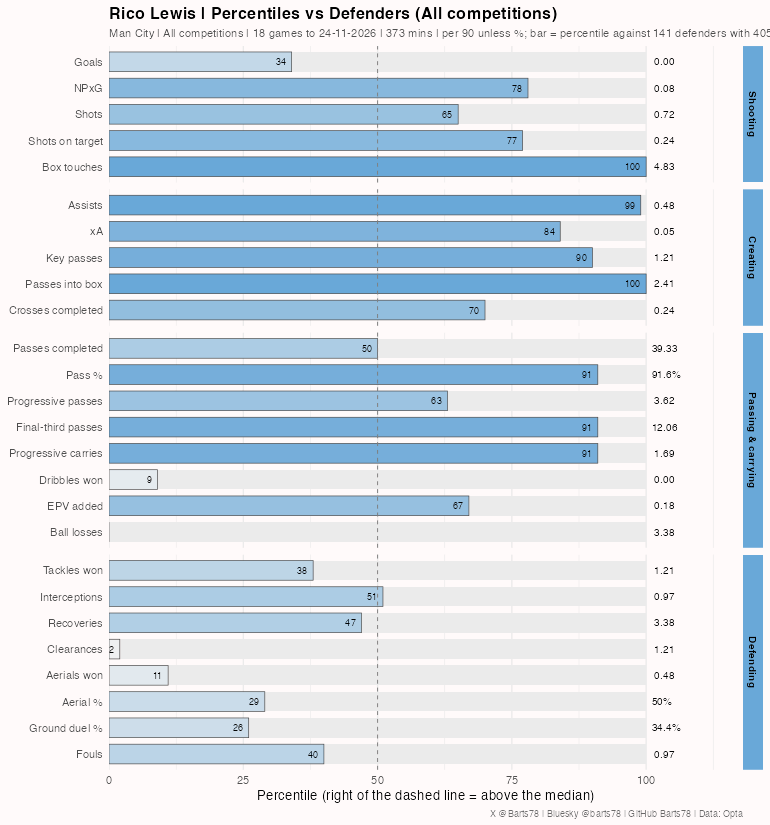 Rico Lewis | Percentiles vs Defenders (All competitions)
Man City | All competitions | 18 games to 24-11-2026 | 373 mins | per 90 unless %; bar = percentile against 141 defenders with 405
Goals 34 0.00
NPxG 78 0.08
Shots 65 0.72
Shots on target 77 0.24
Box touches 100 4.83
Shooting
Assists 99 0.48
xA 84 0.05
Key passes 90 1.21
Passes into box 100 2.41
Crosses completed 70 0.24
Creating
Passes completed 50 39.33
Pass % 91 91.6%
Progressive passes 63 3.62
Final-third passes 91 12.06
Progressive carries 91 1.69
Dribbles won 9 0.00
EPV added 67 0.18
Ball losses 3.38
Passing & carrying
Tackles won 38 1.21
Interceptions 51 0.97
Recoveries 47 3.38
Clearances 2 1.21
Aerials won 11 0.48
Aerial % 29 50%
Ground duel % 26 34.4%
Fouls 40 0.97
Defending
0 25 50 75 100
Percentile (right of the dashed line = above the median)
X @Barts78 | Bluesky @barts78 | GitHub Barts78 | Data: Opta